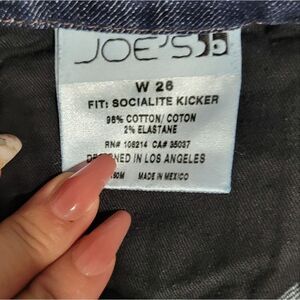 JOE'S
W 26
FIT: SOCIALITE KICKER
98% COTTON/ COTON
2% ELASTANE
RN# 108214 CA# 35037
DESIGNED IN LOS ANGELES
MADE IN MEXICO